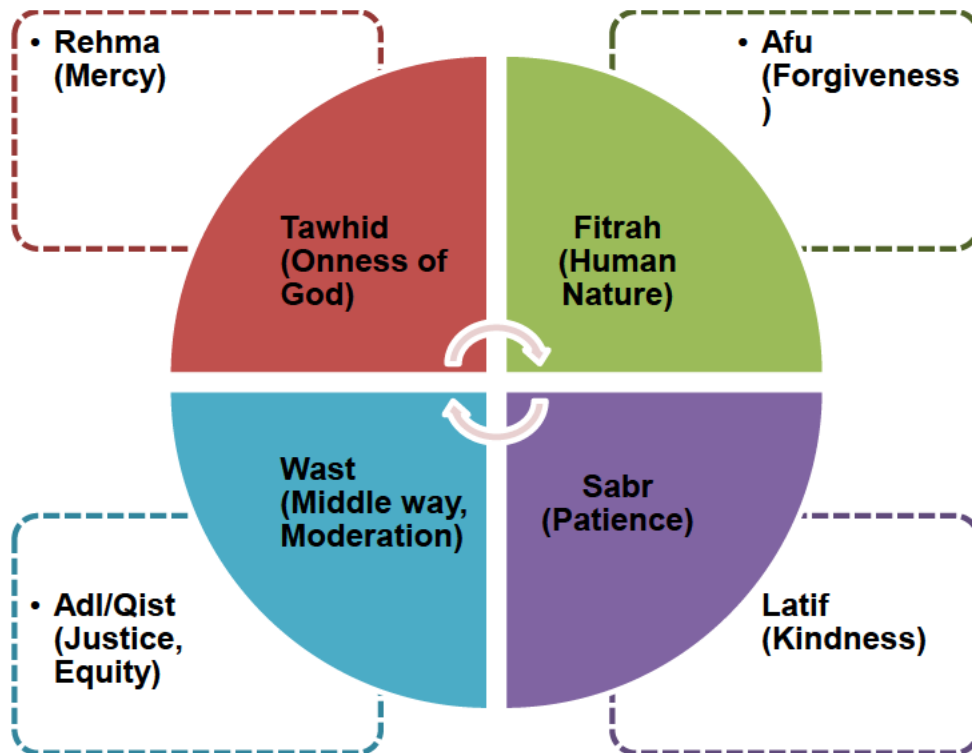 • Rehma
(Mercy)
• Afu
(Forgiveness
)
Tawhid
(Onness of
God)
Fitrah
(Human
Nature)
Wast
(Middle way,
Moderation)
Sabr
(Patience)
• Adl/Qist
(Justice,
Equity)
Latif
(Kindness)